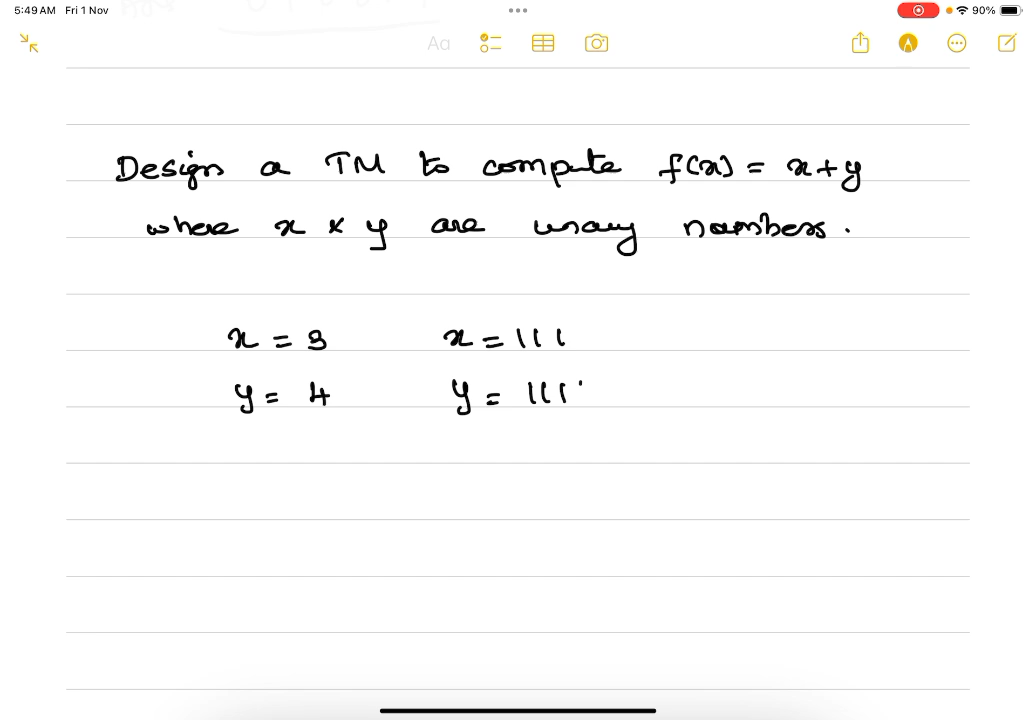 5:49 AM Fri 1 Nov
90%
Aa
Design a TM to compute f(x) = x+y
where x & y are unary numbers.
x = 3 x = 111
y = 4 y = 111'